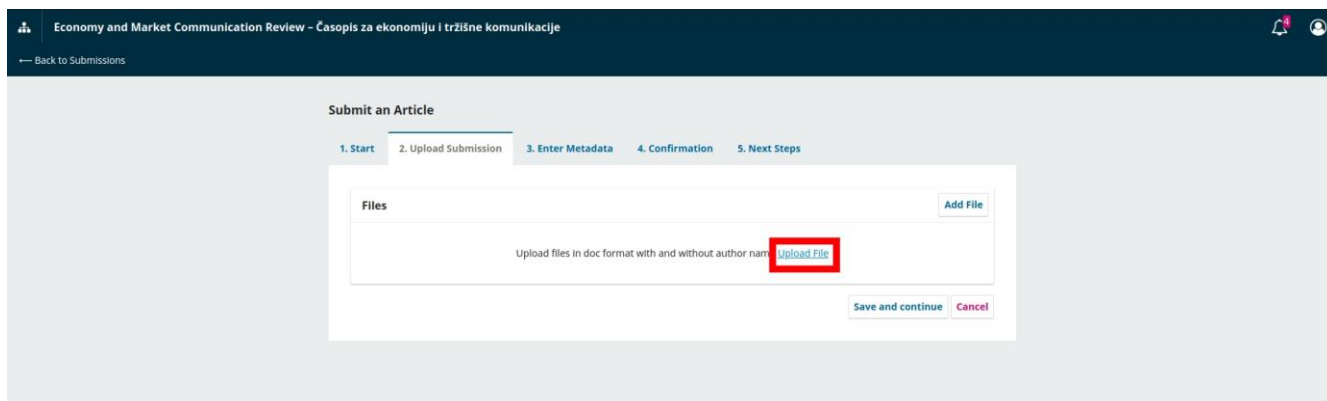 Economy and Market Communication Review – Časopis za ekonomiju i tržišne komunikacije
4
← Back to Submissions
Submit an Article
1. Start 2. Upload Submission 3. Enter Metadata 4. Confirmation 5. Next Steps
Files Add File
Upload files in doc format with and without author nam Upload File
Save and continue Cancel